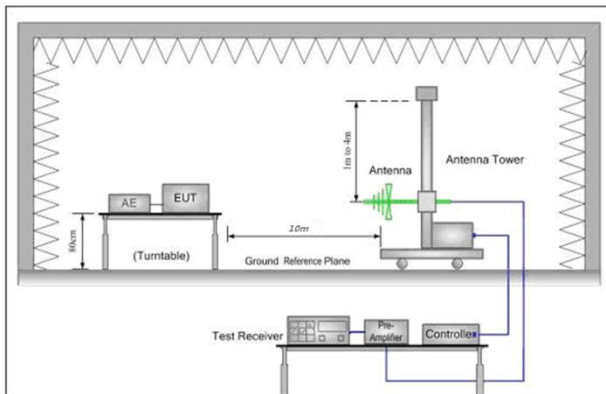 1m to 4m
Antenna
Antenna Tower
AE
EUT
80cm
(Turntable)
10m
Ground Reference Plane
Test Receiver
Pre-
Amplifier
Controller